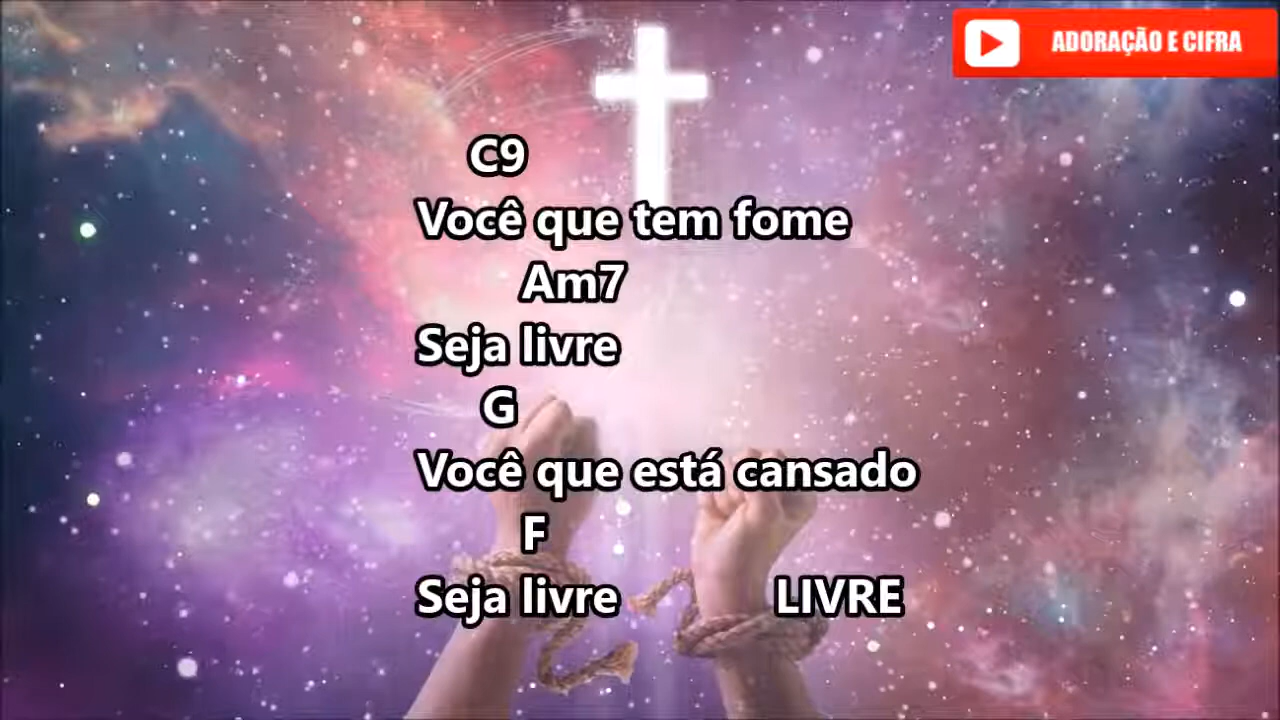 ADORAÇÃO E CIFRA
C9
Você que tem fome
Am7
Seja livre
G
Você que está cansado
F
Seja livre LIVRE